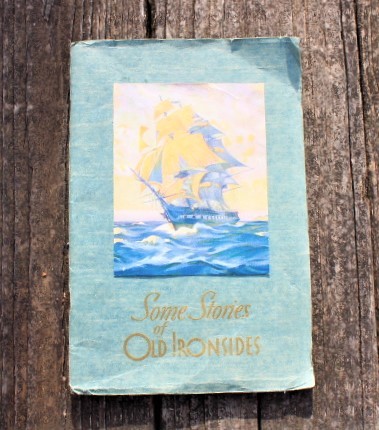 Some Stories
of
OLD IRONSIDES